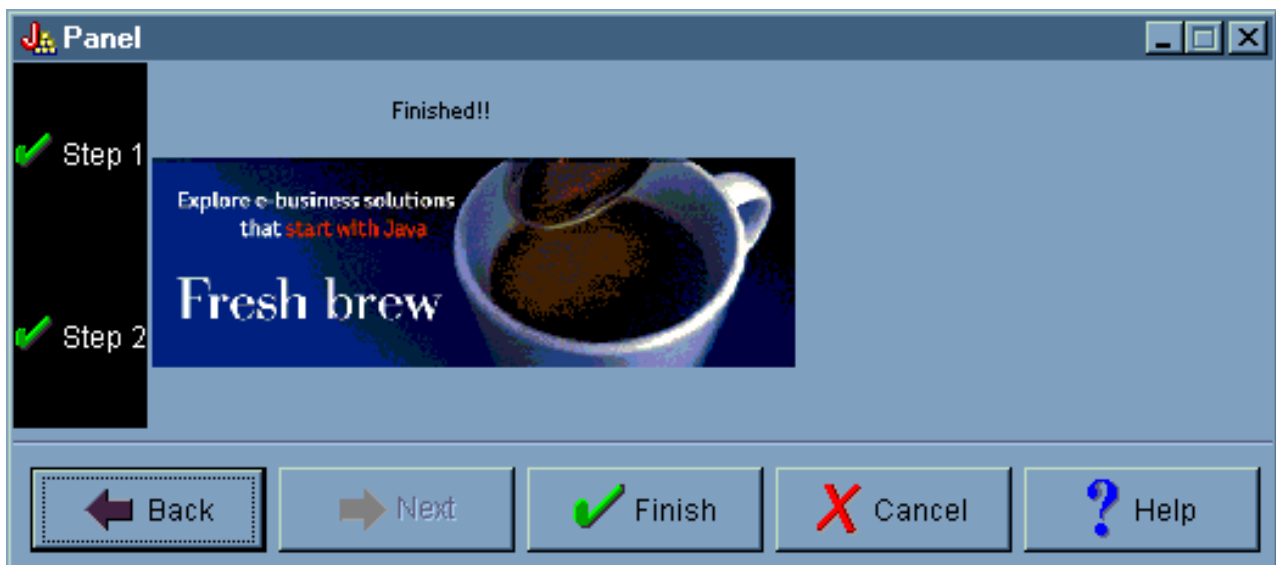 Panel
Finished!!
Step 1
Explore e-business solutions
that start with Java
Fresh brew
Step 2
Back
Next
Finish
Cancel
Help